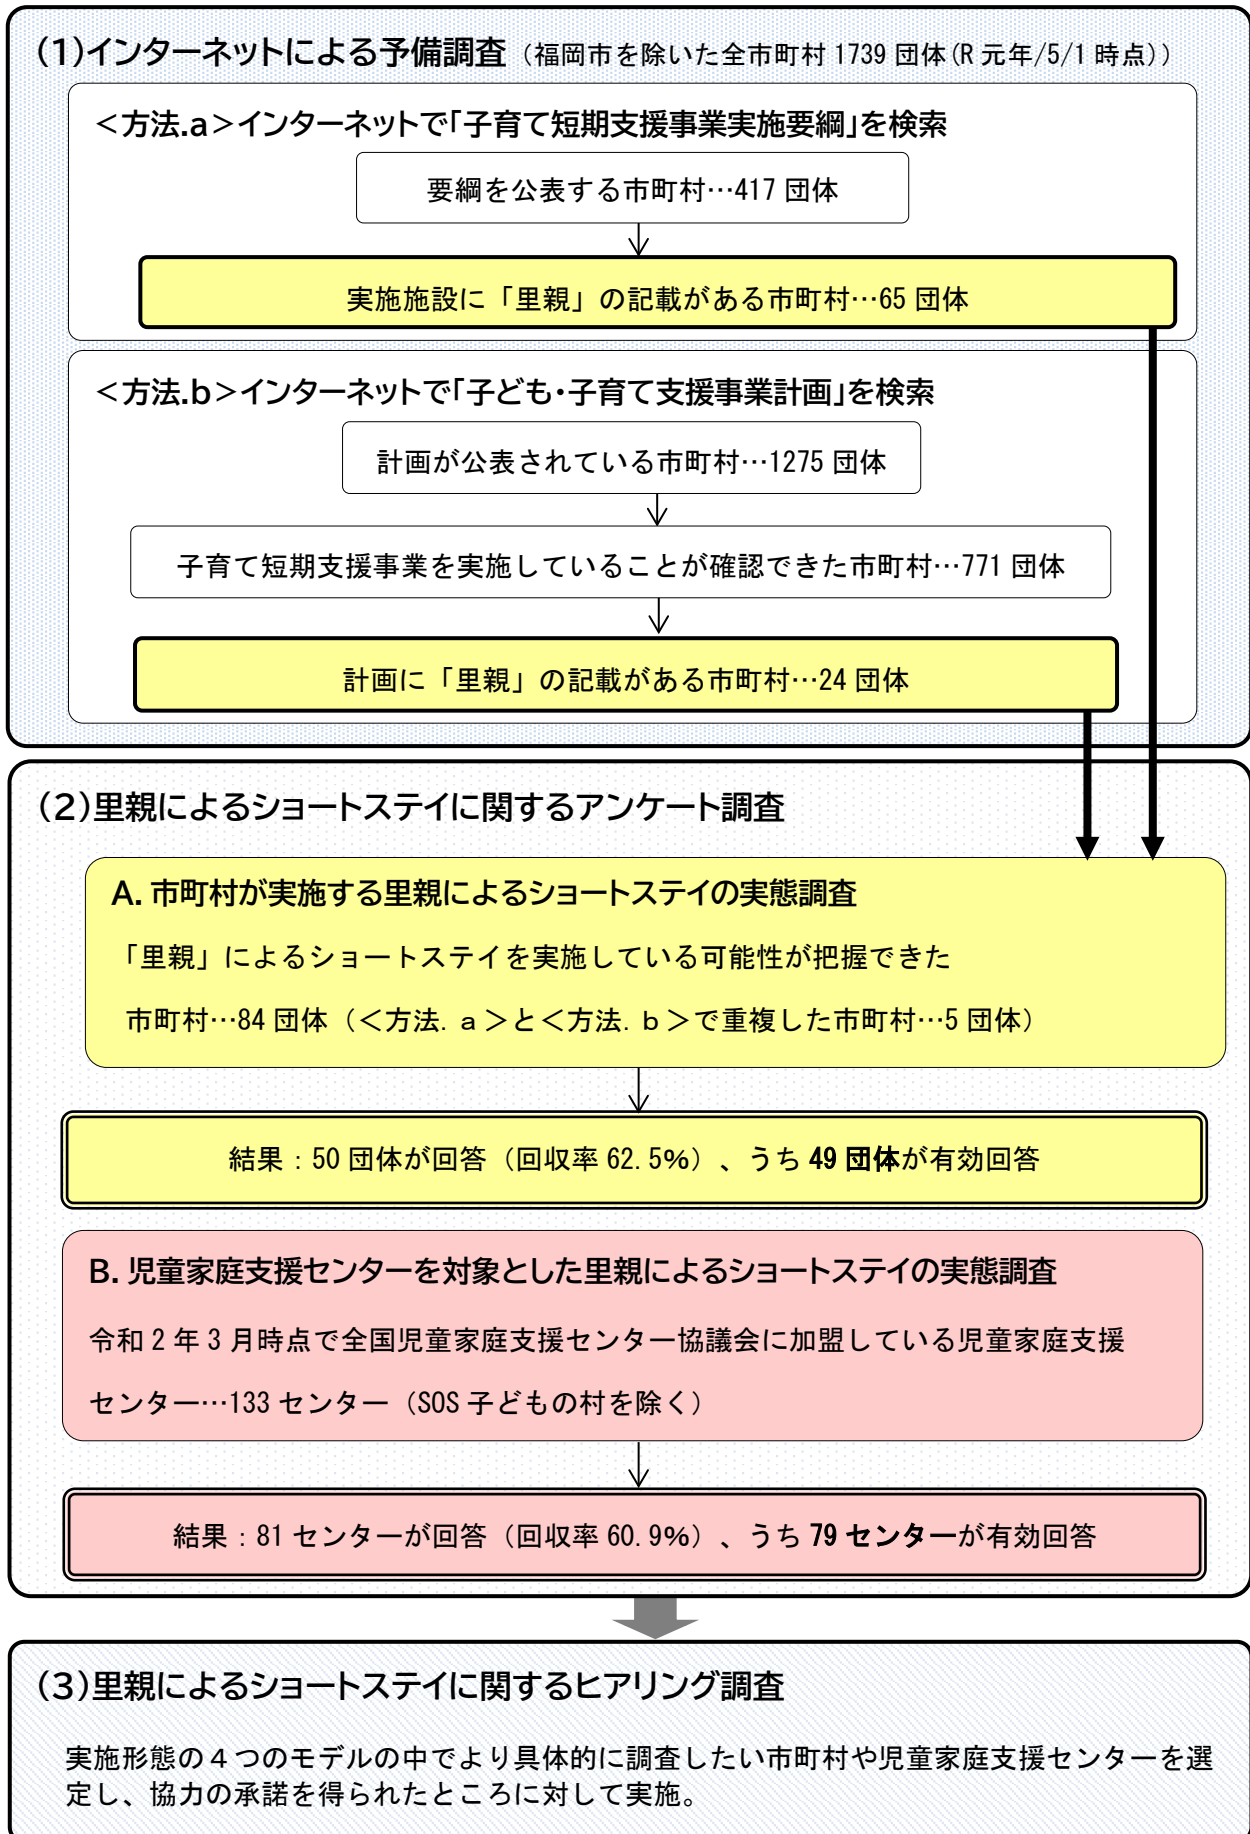 (1)インターネットによる予備調査（福岡市を除いた全市町村 1739 団体(R 元年/5/1 時点)）
＜方法.a＞インターネットで「子育て短期支援事業実施要綱」を検索
要綱を公表する市町村…417 団体
実施施設に「里親」の記載がある市町村…65 団体
＜方法.b＞インターネットで「子ども・子育て支援事業計画」を検索
計画が公表されている市町村…1275 団体
子育て短期支援事業を実施していることが確認できた市町村…771 団体
計画に「里親」の記載がある市町村…24 団体
(2)里親によるショートステイに関するアンケート調査
A. 市町村が実施する里親によるショートステイの実態調査
「里親」によるショートステイを実施している可能性が把握できた
市町村…84 団体（＜方法．ａ＞と＜方法．ｂ＞で重複した市町村…5 団体）
結果：50 団体が回答（回収率 62.5%）、うち 49 団体が有効回答
B. 児童家庭支援センターを対象とした里親によるショートステイの実態調査
令和 2 年 3 月時点で全国児童家庭支援センター協議会に加盟している児童家庭支援
センター…133 センター（SOS 子どもの村を除く）
結果：81 センターが回答（回収率 60.9%）、うち 79 センターが有効回答
(3)里親によるショートステイに関するヒアリング調査
実施形態の４つのモデルの中でより具体的に調査したい市町村や児童家庭支援センターを選
定し、協力の承諾を得られたところに対して実施。